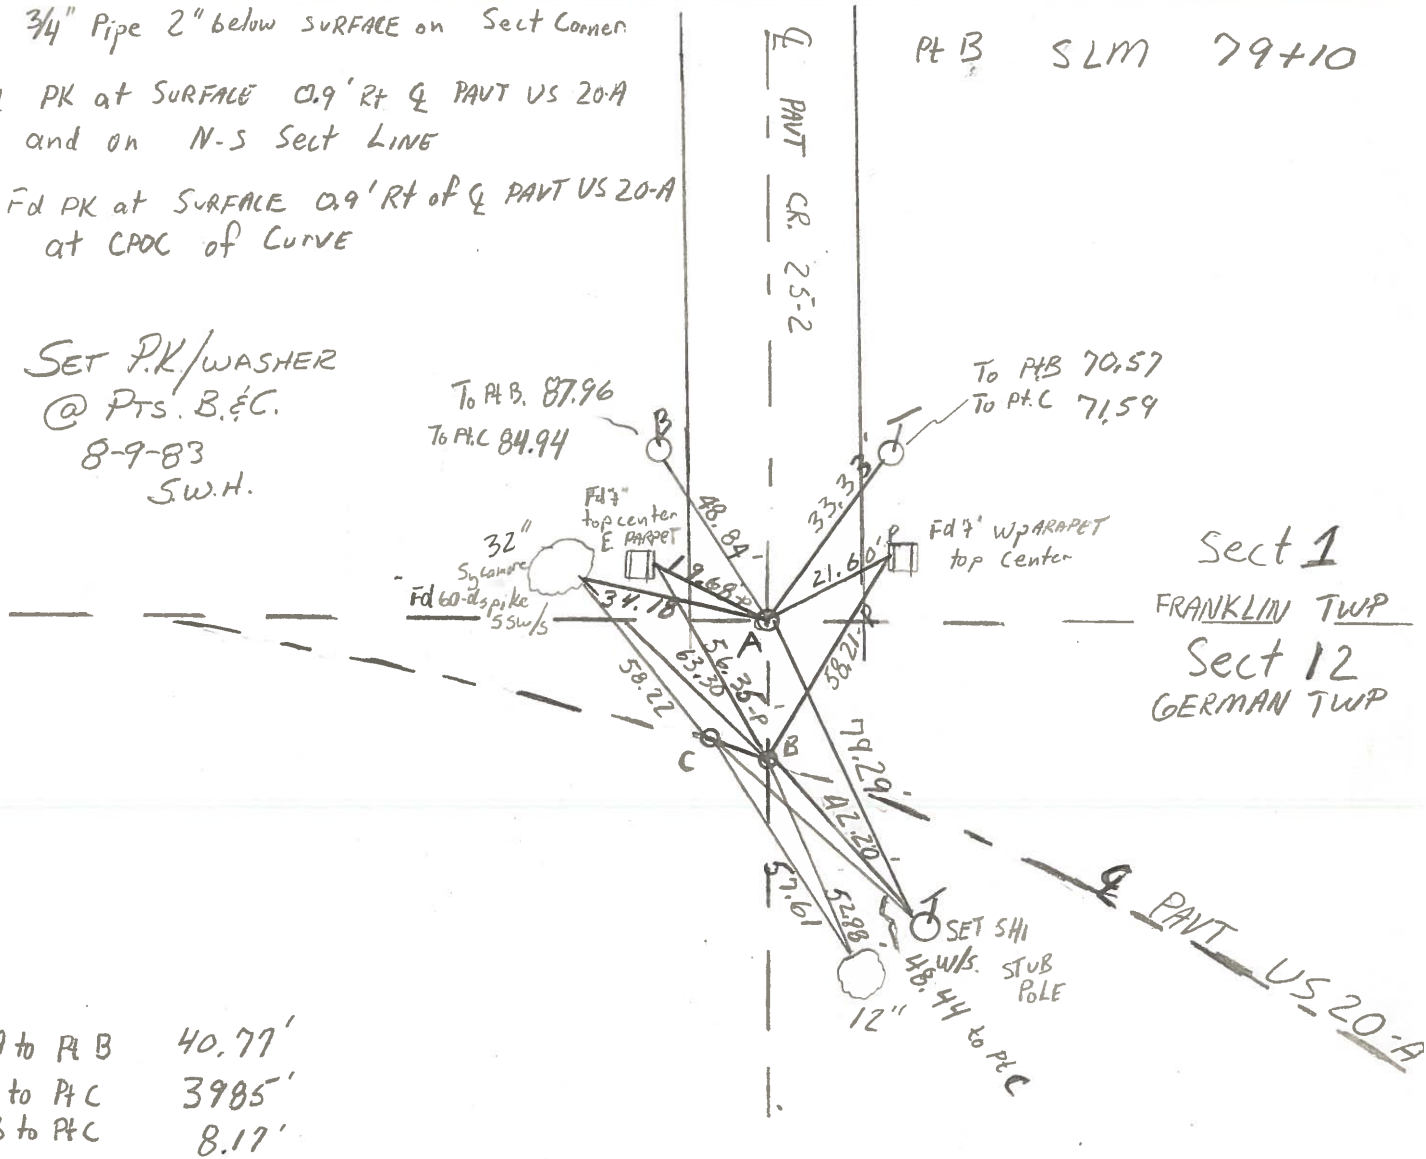 3/4" Pipe 2" below SURFACE on Sect Corner
PK at SURFACE 0.9' Rt ℄ PAVT US 20-A
and on N-S Sect LINE
Fd PK at SURFACE 0.9' Rt of ℄ PAVT US 20-A
at CPOC of Curve
Pt B SLM 79+10
℄ PAVT CR. 25-2
SET P.K./WASHER
@ PTS. B.&C.
8-9-83
S.W.H.
To Pt B. 87.96
To Pt.C 84.94
B
To PtB 70.57
To Pt.C 71.59
T
48.84'
33.33'
32"
Sycamore
Fd 60-d spike
Fd 7"
top center
E PARPET
19.68'-P
34.18
21.60'-P
Fd 7" W PARAPET
top center
Sect 1
FRANKLIN TWP
Sect 12
GERMAN TWP
A
58.22
63.30
56.35'-P
58.21-P
C
B
79.29'
42.20'
57.61
52.88'
T
SET SHI
W/S. STUB
POLE
48.44 to pt C
12"
℄ PAVT US 20-A
to Pt B 40.77'
to Pt C 3985'
to Pt C 8.17'